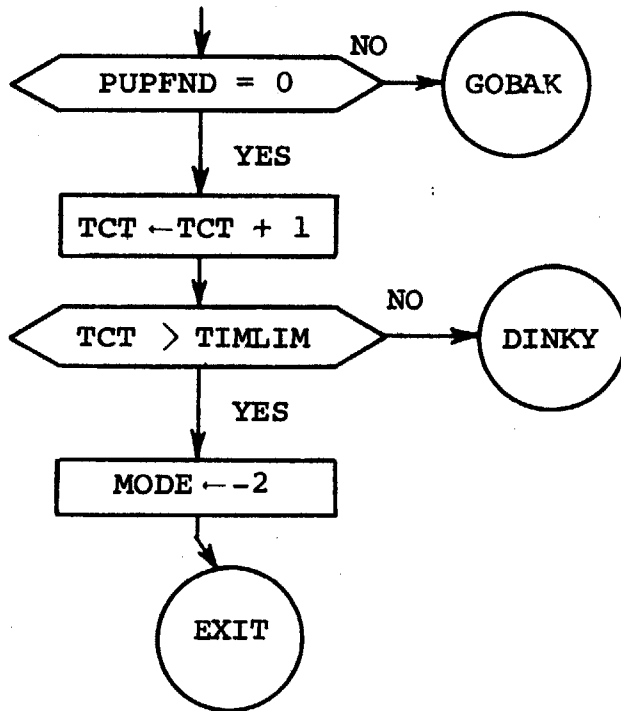 NO
PUPFND = 0
GOBAK
YES
TCT ←TCT + 1
NO
TCT > TIMLIM
DINKY
YES
MODE ←-2
EXIT